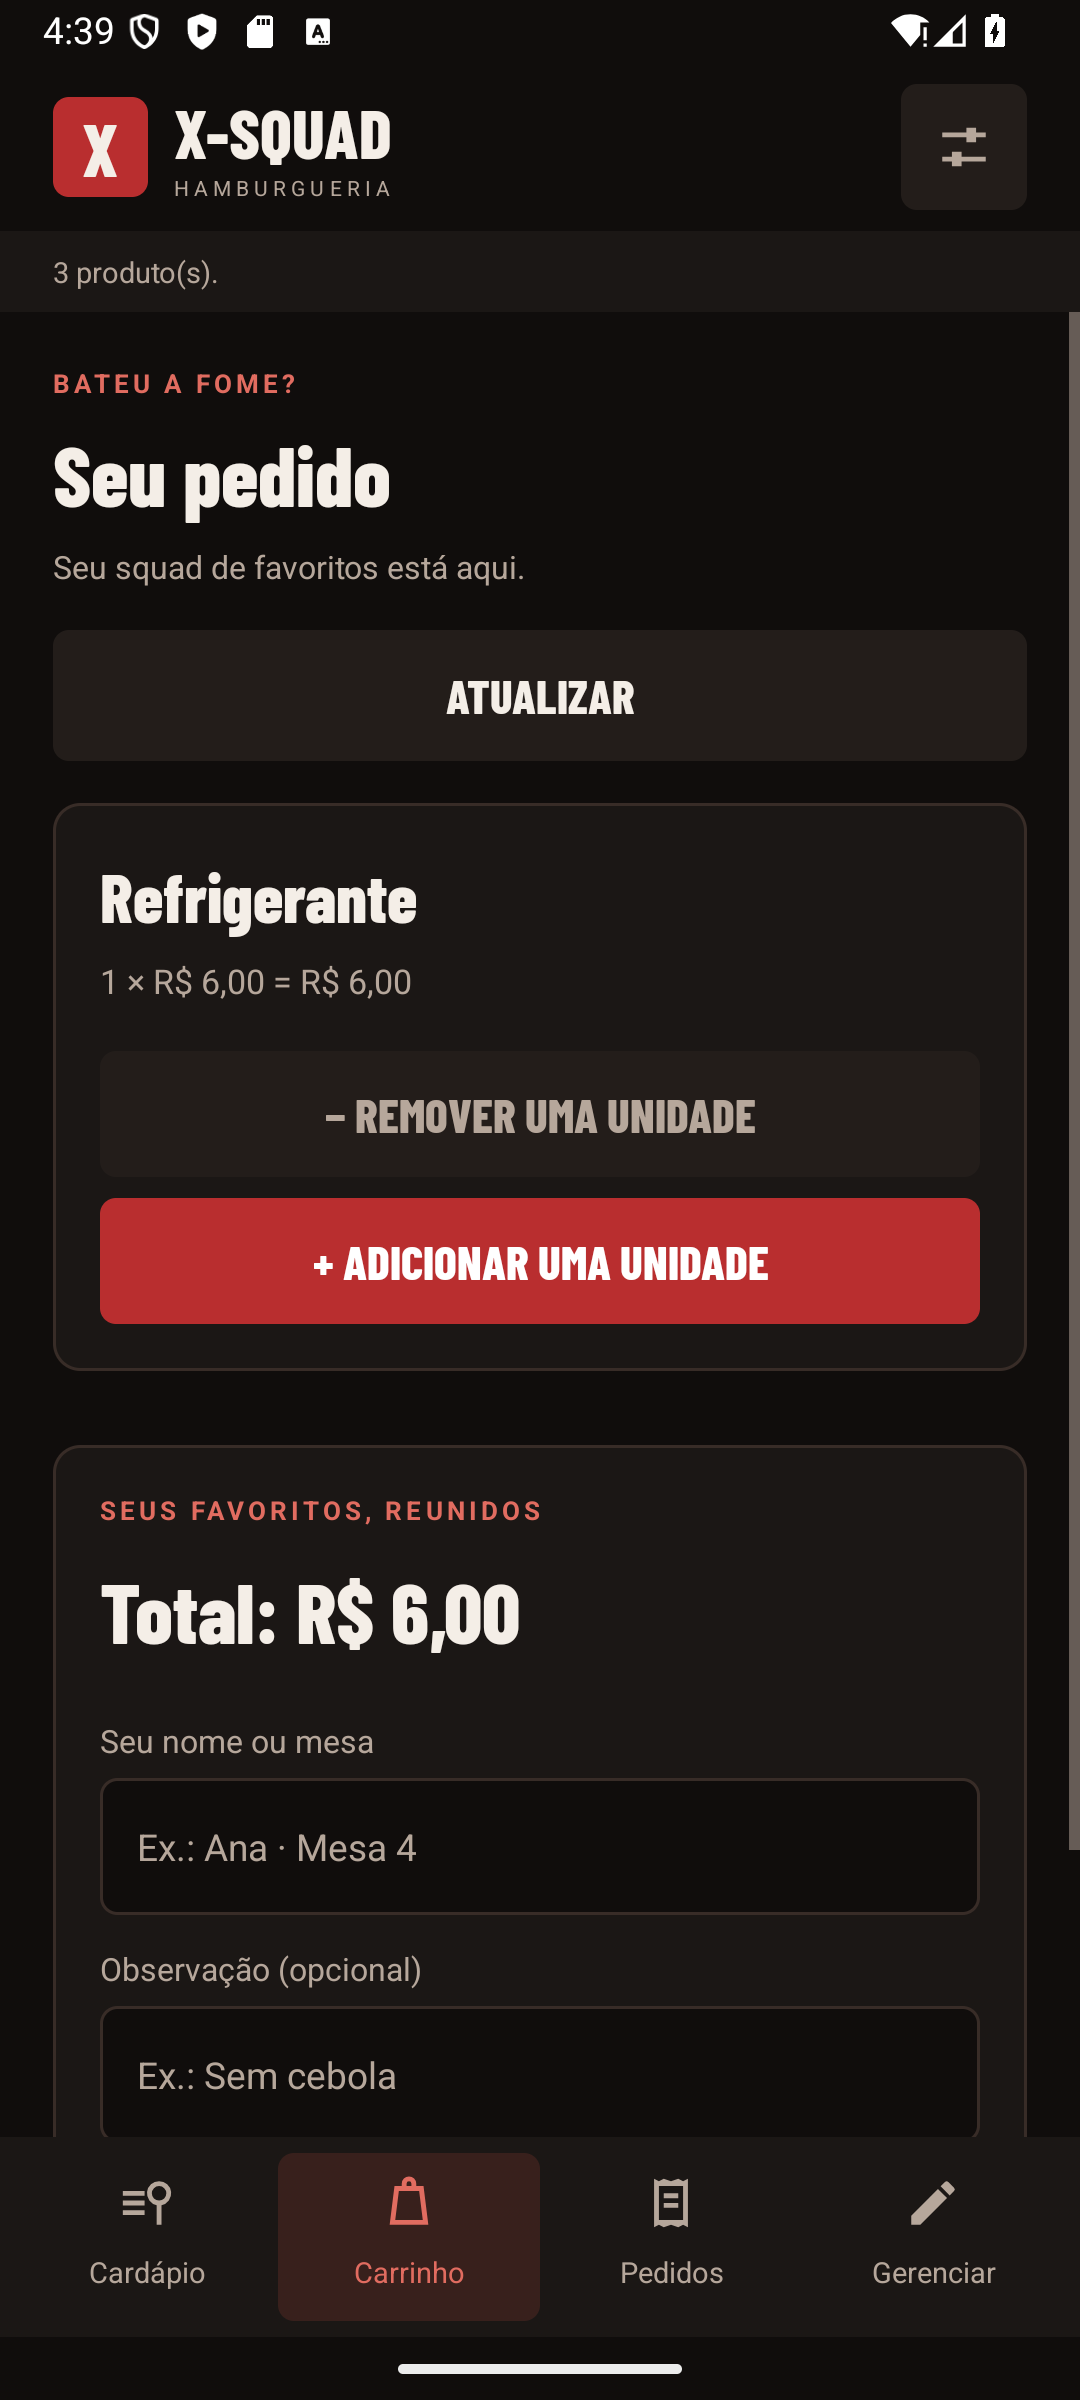 4:39
X
X-SQUAD
HAMBURGUERIA
3 produto(s).
BATEU A FOME?
Seu pedido
Seu squad de favoritos está aqui.
ATUALIZAR
Refrigerante
1 × R$ 6,00 = R$ 6,00
– REMOVER UMA UNIDADE
+ ADICIONAR UMA UNIDADE
SEUS FAVORITOS, REUNIDOS
Total: R$ 6,00
Seu nome ou mesa
Ex.: Ana · Mesa 4
Observação (opcional)
Ex.: Sem cebola
Cardápio
Carrinho
Pedidos
Gerenciar